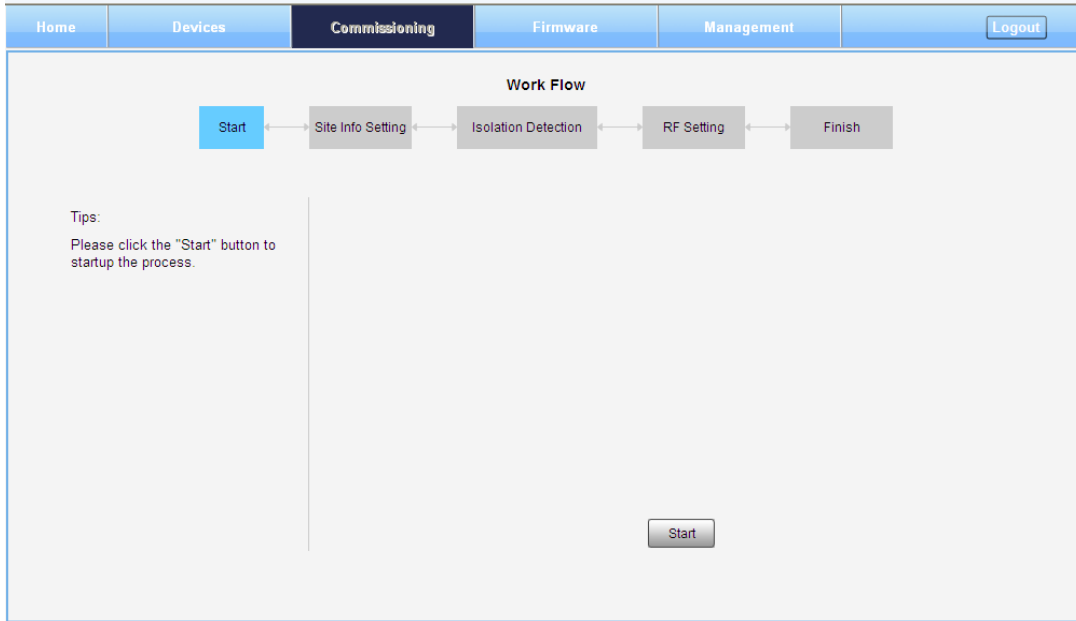 Home Devices Commissioning Firmware Management Logout
Work Flow
Start Site Info Setting Isolation Detection RF Setting Finish
Tips:
Please click the "Start" button to
startup the process.
Start